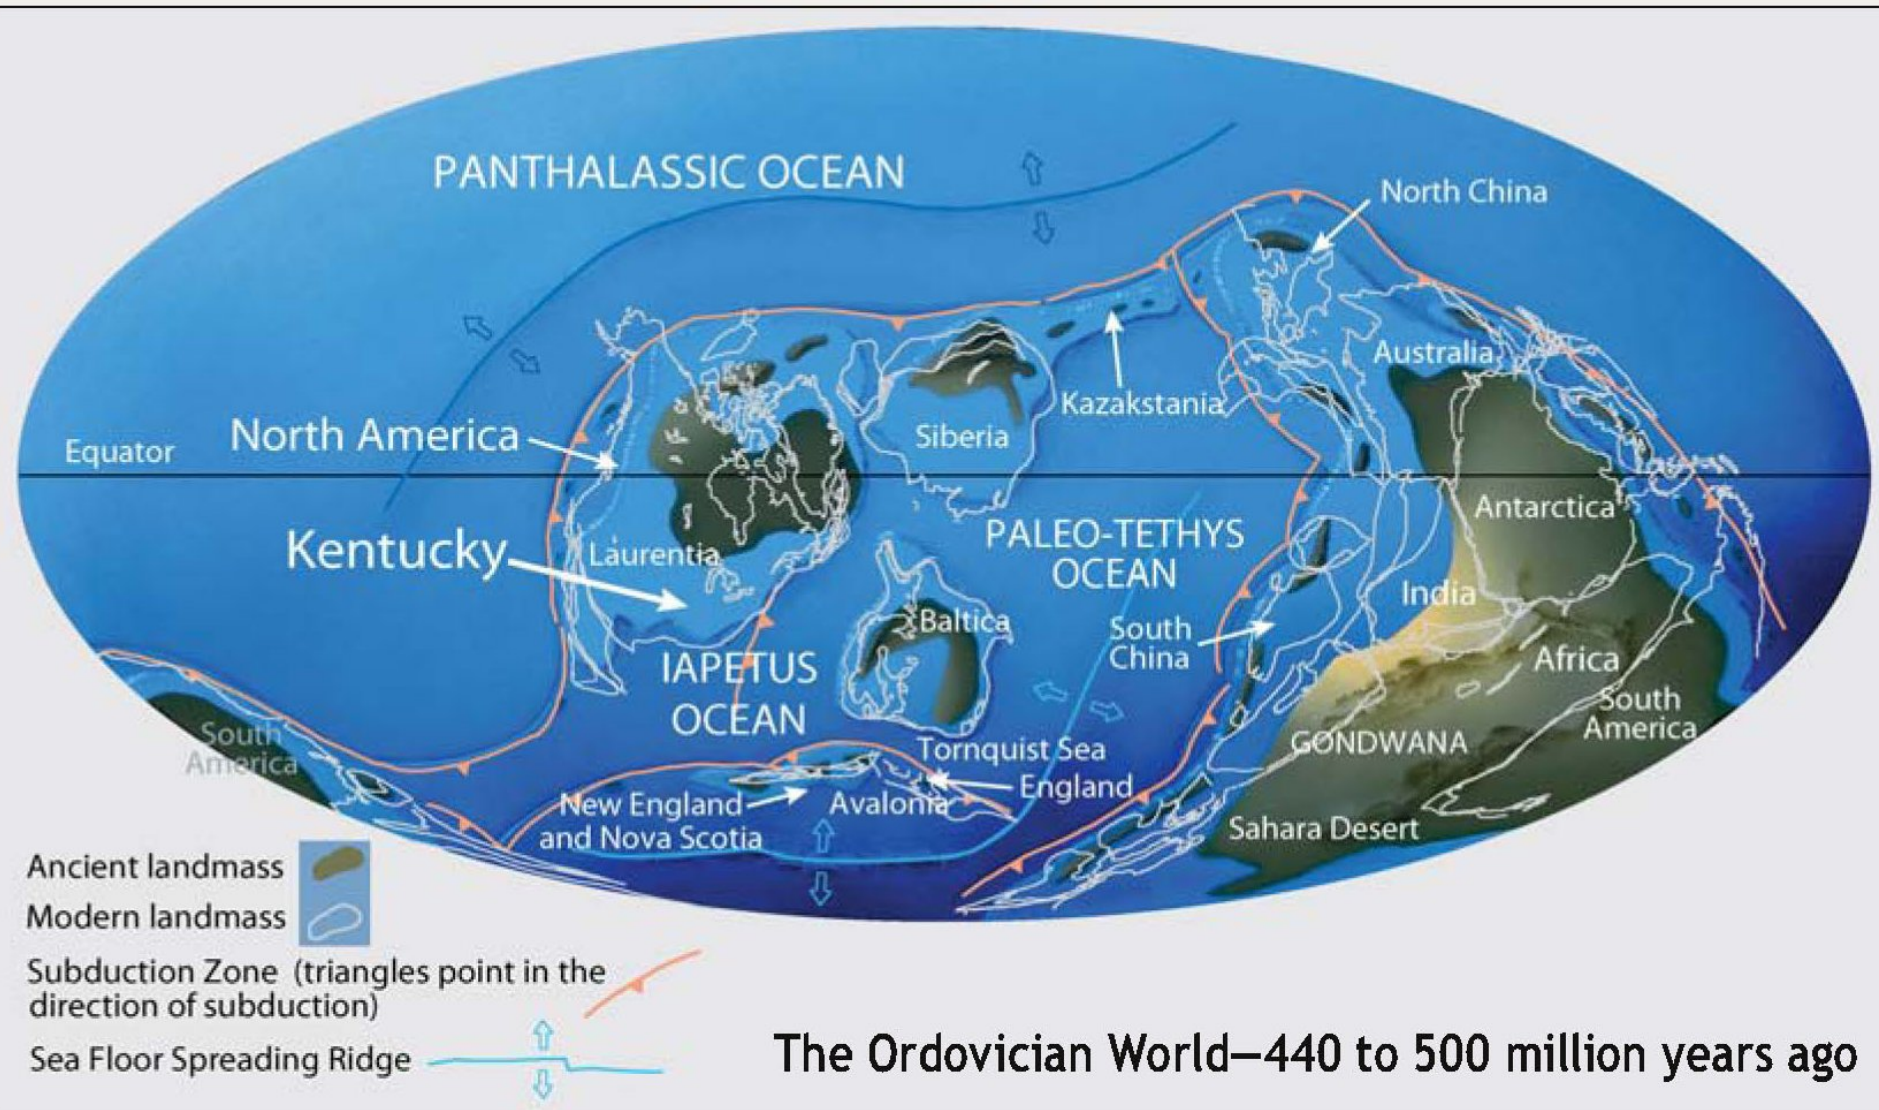 PANTHALASSIC OCEAN
North China
Australia
Kazakstania
Equator
North America
Siberia
Antarctica
PALEO-TETHYS
OCEAN
Kentucky
Laurentia
India
Baltica
South
China
Africa
IAPETUS
OCEAN
South
America
South
America
GONDWANA
Tornquist Sea
England
New England
and Nova Scotia
Avalonia
Sahara Desert
Ancient landmass
Modern landmass
Subduction Zone (triangles point in the
direction of subduction)
Sea Floor Spreading Ridge
The Ordovician World—440 to 500 million years ago